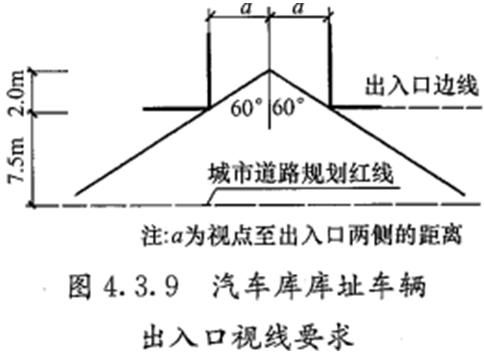 a a
2.0m
出入口边线
60° 60°
7.5m
城市道路规划红线
注:a为视点至出入口两侧的距离
图 4.3.9 汽车库库址车辆
出入口视线要求